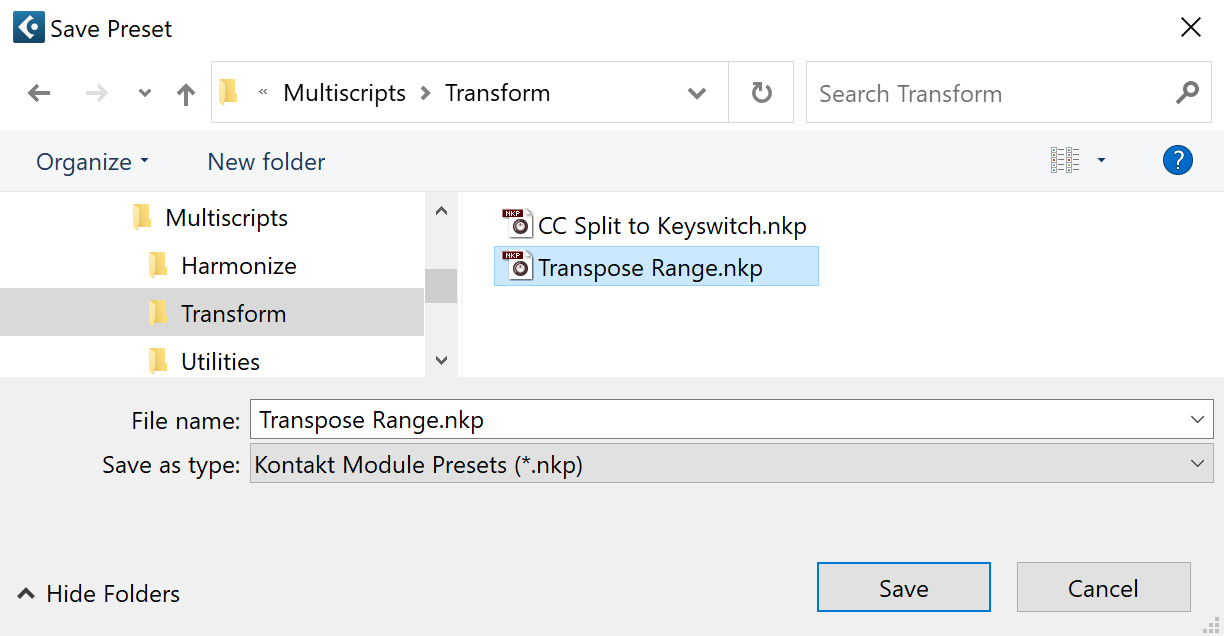 Save Preset
« Multiscripts > Transform
Search Transform
Organize
New folder
?
Multiscripts
Harmonize
Transform
Utilities
NKP CC Split to Keyswitch.nkp
NKP Transpose Range.nkp
File name: Transpose Range.nkp
Save as type: Kontakt Module Presets (*.nkp)
Hide Folders
Save
Cancel